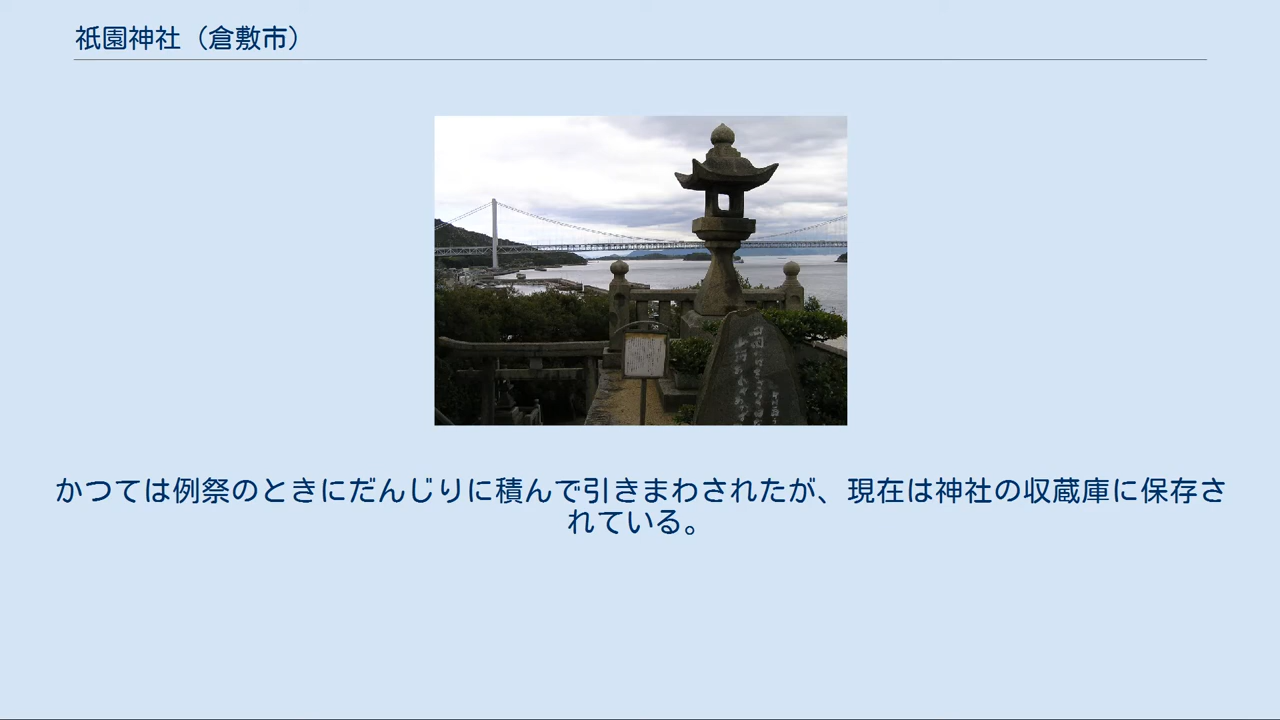 祇園神社（倉敷市）
かつては例祭のときにだんじりに積んで引きまわされたが、現在は神社の収蔵庫に保存さ
れている。